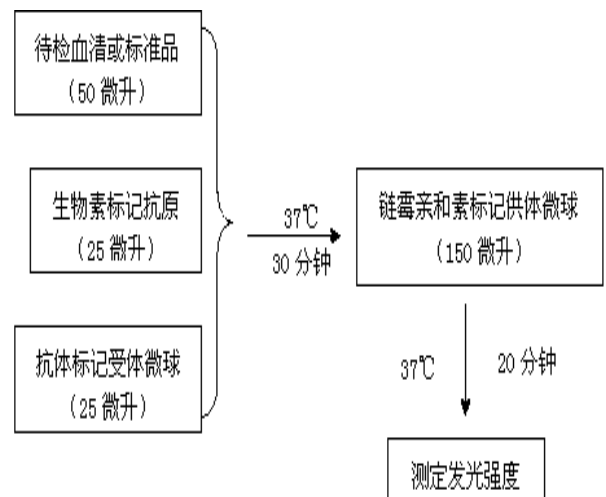 待检血清或标准品
(50 微升)
生物素标记抗原
(25 微升)
抗体标记受体微球
(25 微升)
37℃
30 分钟
链霉亲和素标记供体微球
(150 微升)
37℃
20 分钟
测定发光强度